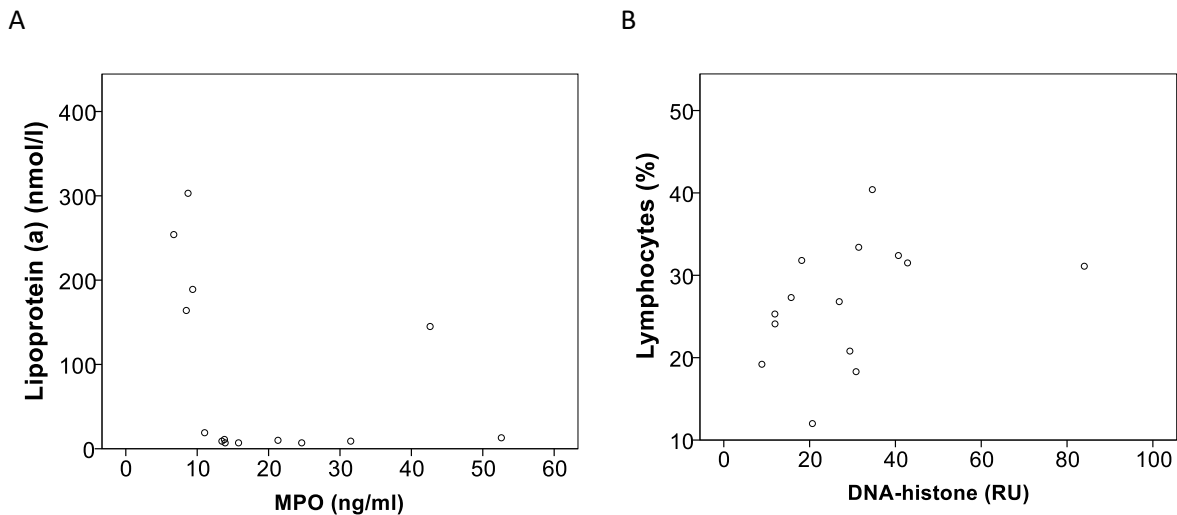 A
B
Lipoprotein (a) (nmol/l)
400
300
200
100
0
0 10 20 30 40 50 60
MPO (ng/ml)
Lymphocytes (%)
50
40
30
20
10
0 20 40 60 80 100
DNA-histone (RU)